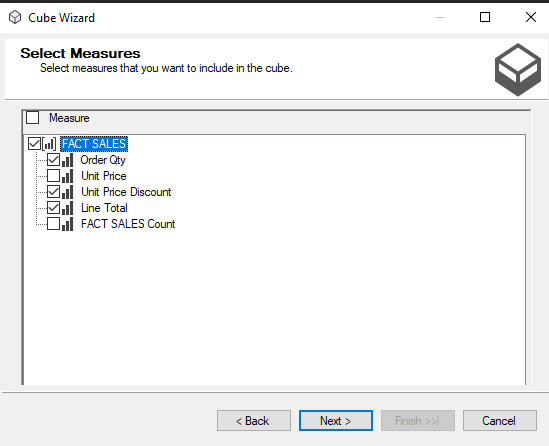 Cube Wizard
Select Measures
Select measures that you want to include in the cube.
Measure
FACT SALES
Order Qty
Unit Price
Unit Price Discount
Line Total
FACT SALES Count
< Back
Next >
Finish >>|
Cancel